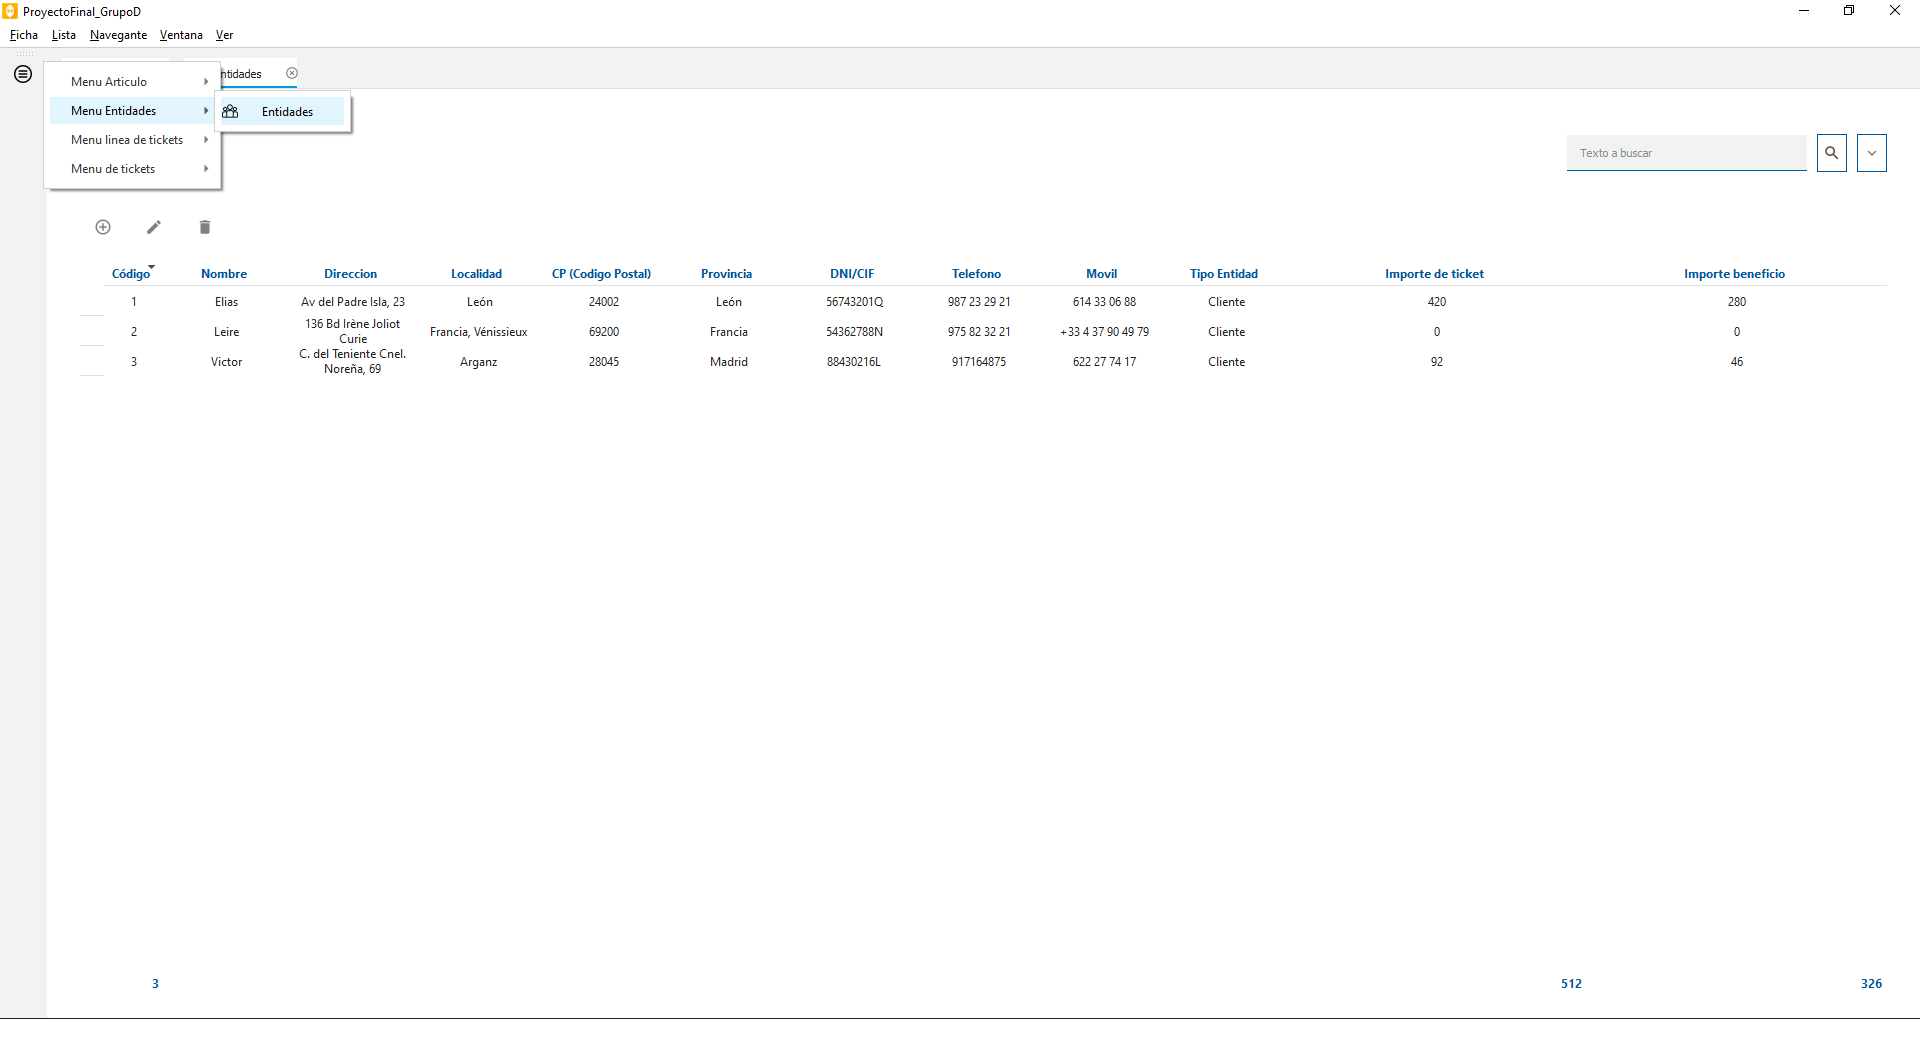 ProyectoFinal_GrupoD
Ficha Lista Navegante Ventana Ver
ntidades
Menu Articulo
Menu Entidades
Entidades
Menu linea de tickets
Menu de tickets
Texto a buscar
Código Nombre Direccion Localidad CP (Codigo Postal) Provincia DNI/CIF Telefono Movil Tipo Entidad Importe de ticket Importe beneficio
1 Elias Av del Padre Isla, 23 León 24002 León 56743201Q 987 23 29 21 614 33 06 88 Cliente 420 280
2 Leire 136 Bd Irène Joliot Curie Francia, Vénissieux 69200 Francia 54362788N 975 82 32 21 +33 4 37 90 49 79 Cliente 0 0
3 Victor C. del Teniente Cnel. Noreña, 69 Arganz 28045 Madrid 88430216L 917164875 622 27 74 17 Cliente 92 46
3 512 326